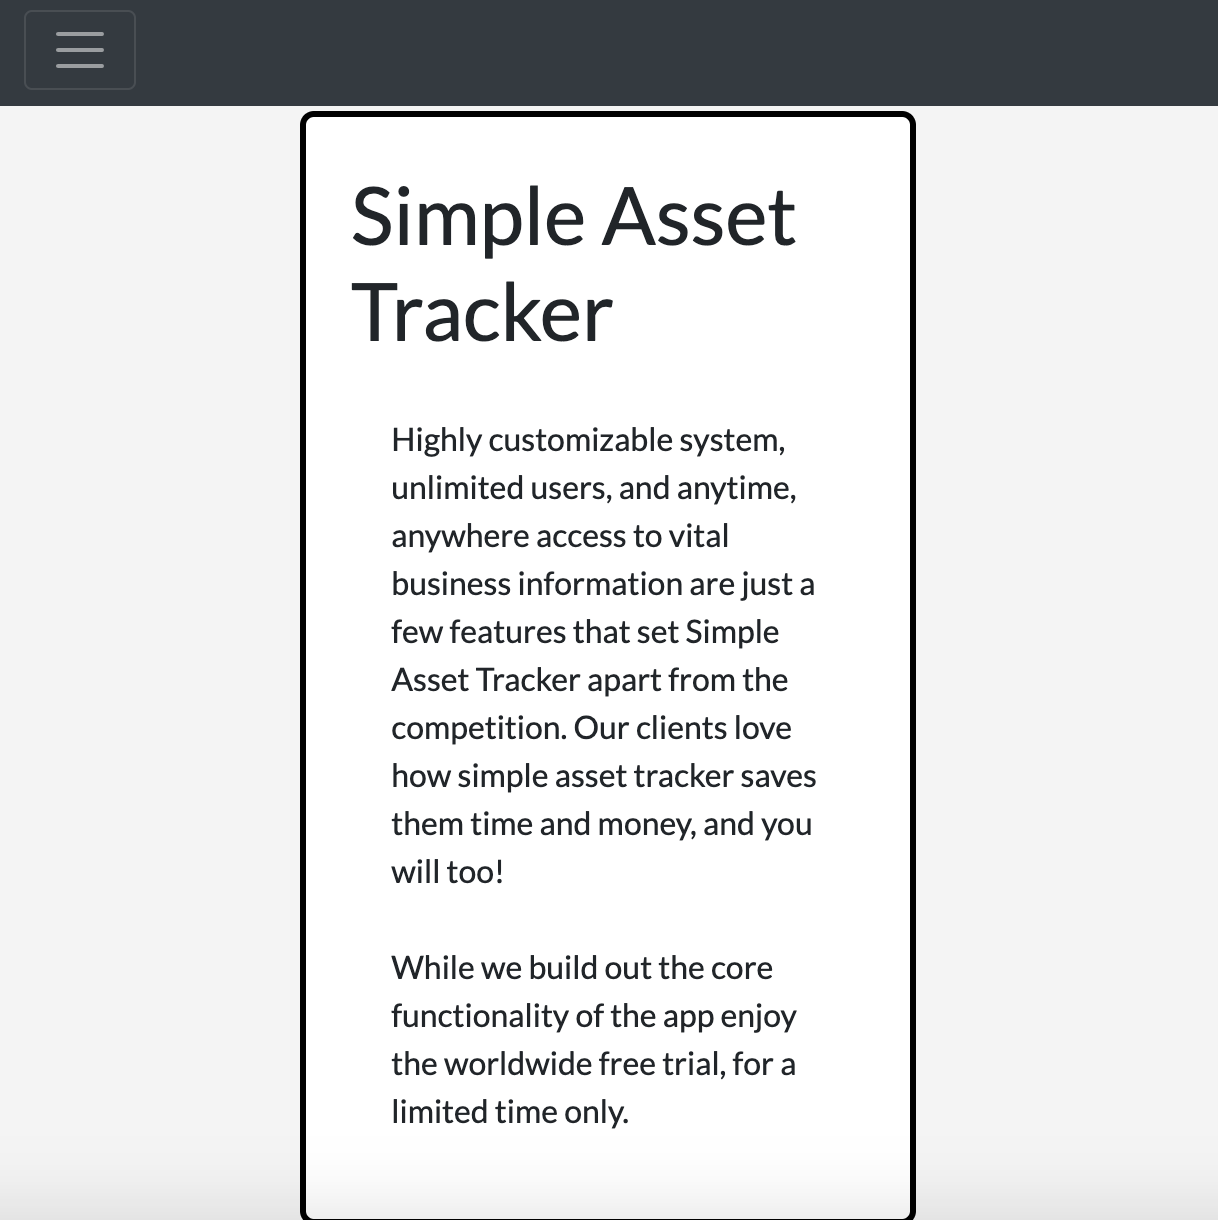 Simple Asset
Tracker
Highly customizable system,
unlimited users, and anytime,
anywhere access to vital
business information are just a
few features that set Simple
Asset Tracker apart from the
competition. Our clients love
how simple asset tracker saves
them time and money, and you
will too!
While we build out the core
functionality of the app enjoy
the worldwide free trial, for a
limited time only.